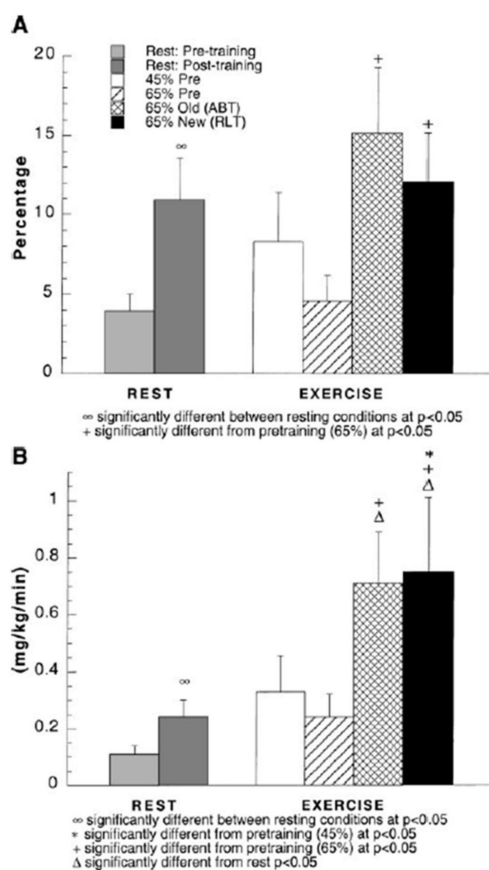 A
Rest: Pre-training
Rest: Post-training
45% Pre
65% Pre
65% Old (ABT)
65% New (RLT)
20
15
10
5
0
Percentage
∞
+
+
REST EXERCISE
∞ significantly different between resting conditions at p<0.05
+ significantly different from pretraining (65%) at p<0.05
B
1
0.8
0.6
0.4
0.2
0
(mg/kg/min)
∞
+
Δ
*
+
Δ
REST EXERCISE
∞ significantly different between resting conditions at p<0.05
* significantly different from pretraining (45%) at p<0.05
+ significantly different from pretraining (65%) at p<0.05
Δ significantly different from rest p<0.05